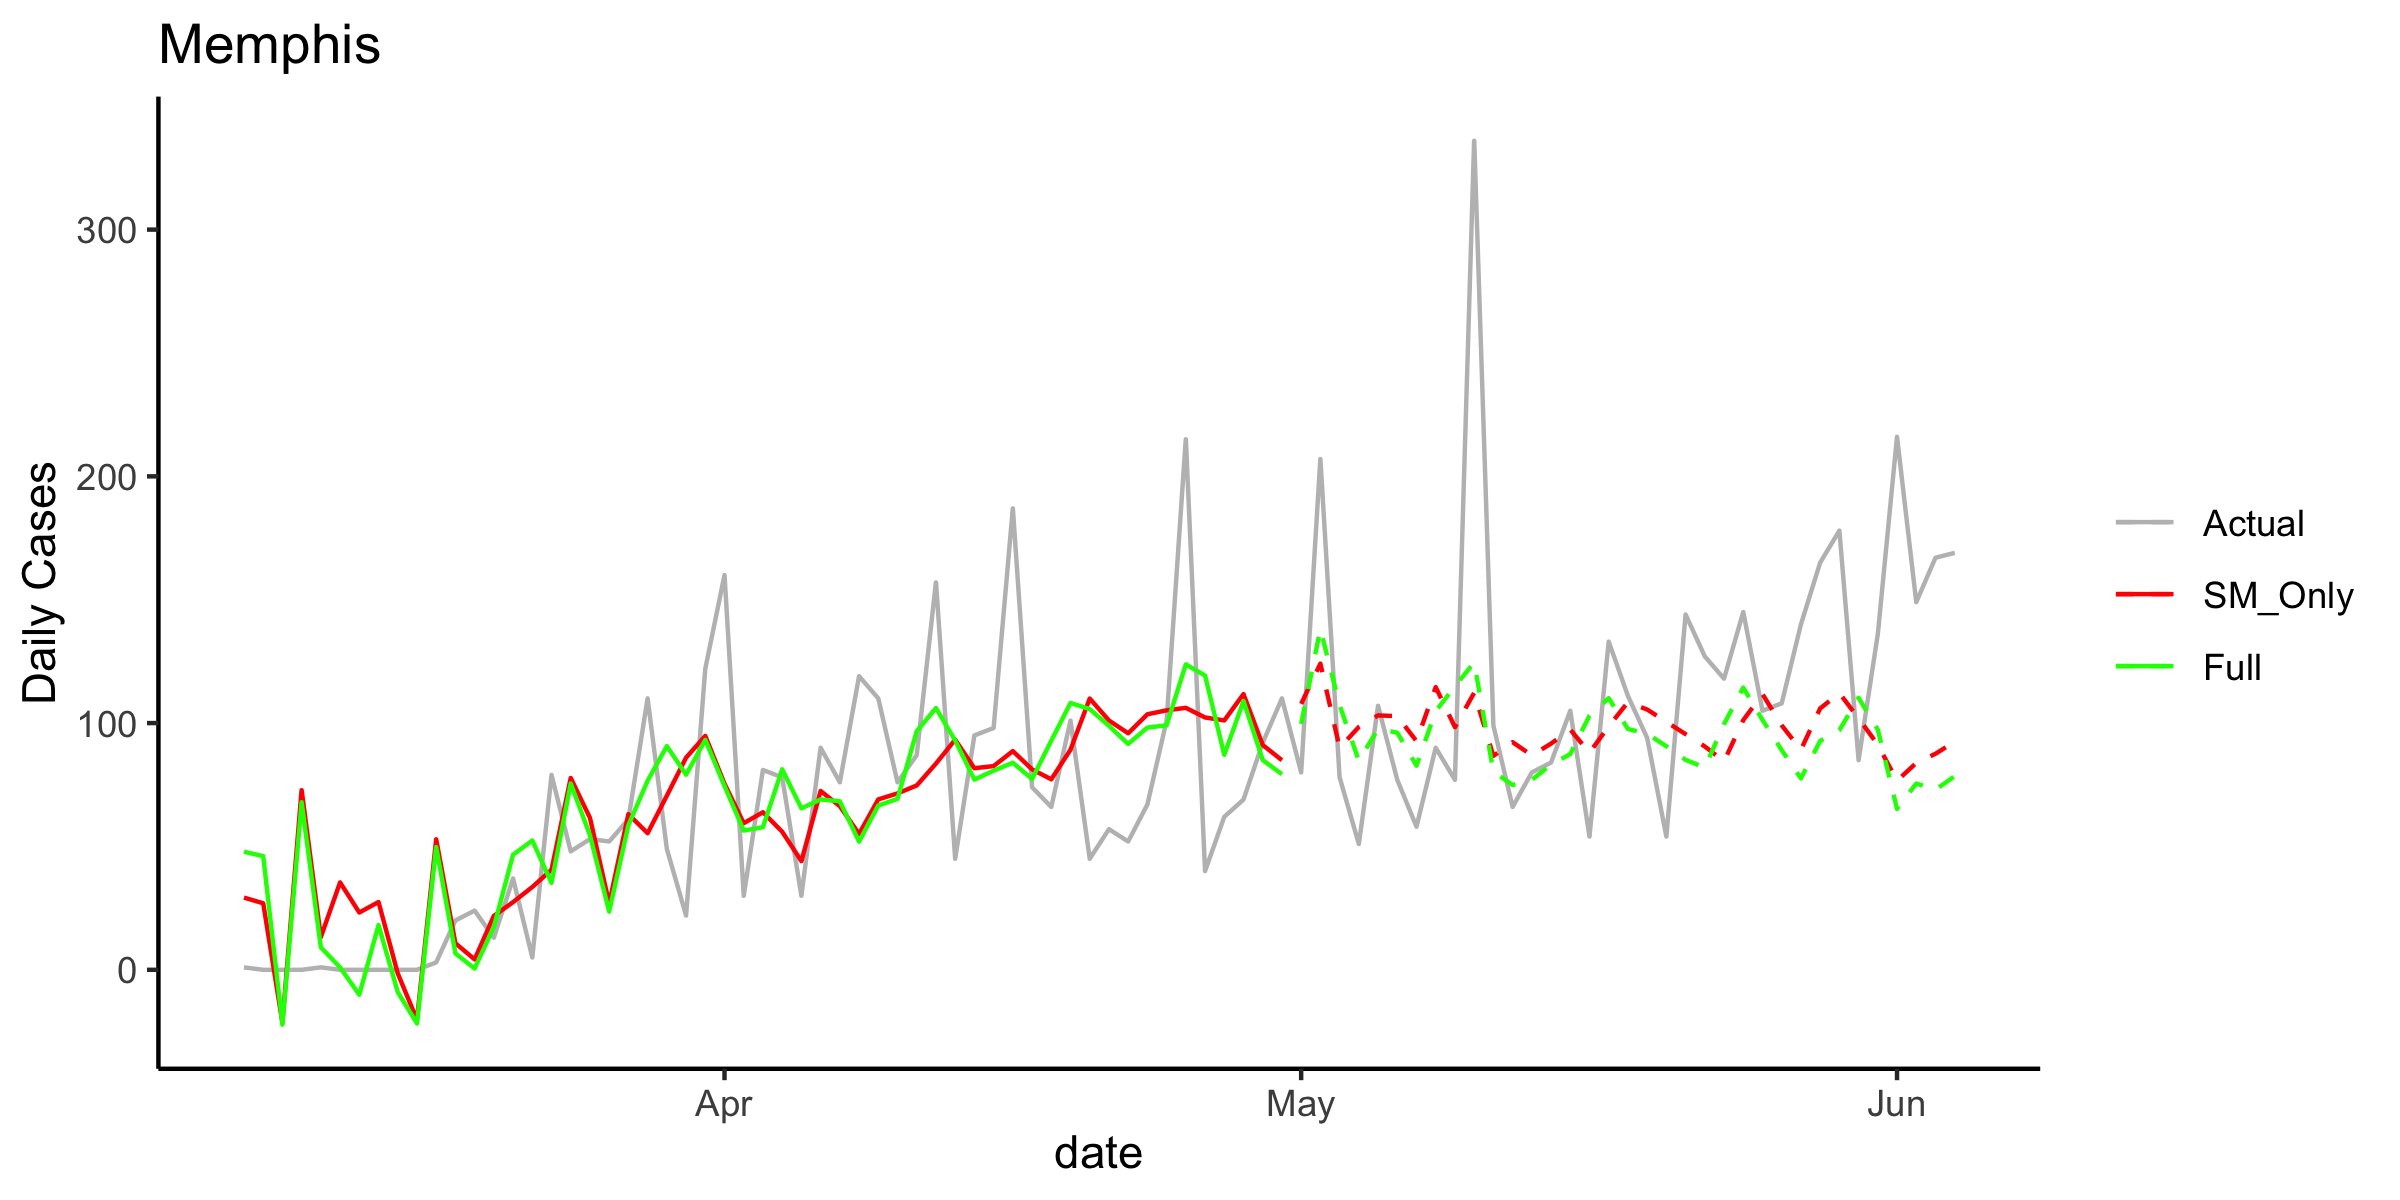 Memphis
Daily Cases
300
200
100
0
Apr
May
Jun
date
Actual
SM_Only
Full